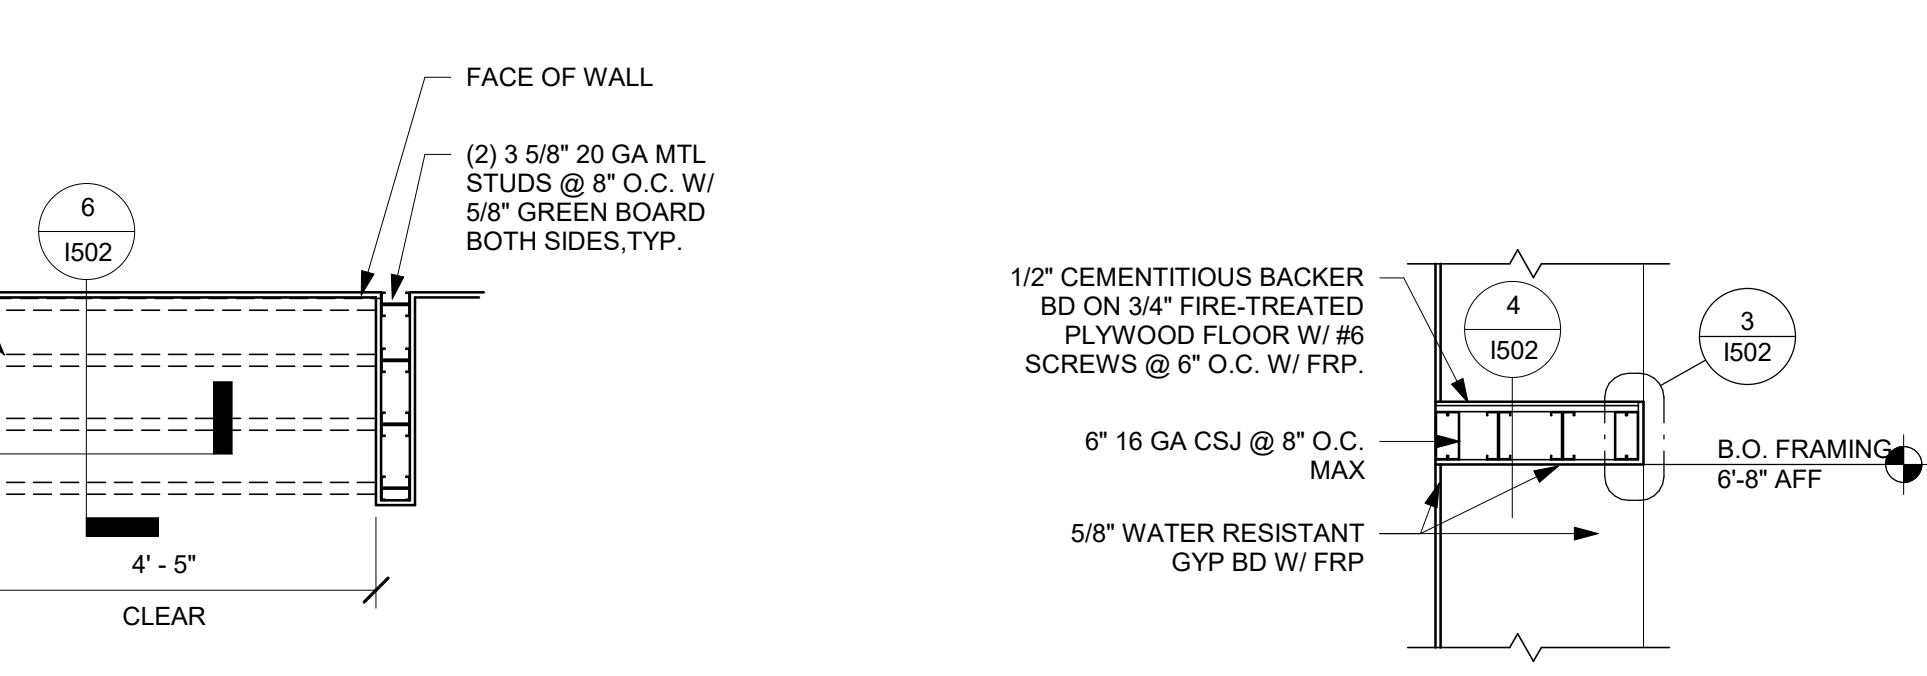 FACE OF WALL
(2) 3 5/8" 20 GA MTL
STUDS @ 8" O.C. W/
5/8" GREEN BOARD
BOTH SIDES,TYP.
6
I502
4' - 5"
CLEAR
1/2" CEMENTITIOUS BACKER
BD ON 3/4" FIRE-TREATED
PLYWOOD FLOOR W/ #6
SCREWS @ 6" O.C. W/ FRP.
4
I502
3
I502
6" 16 GA CSJ @ 8" O.C.
MAX
B.O. FRAMING
6'-8" AFF
5/8" WATER RESISTANT
GYP BD W/ FRP